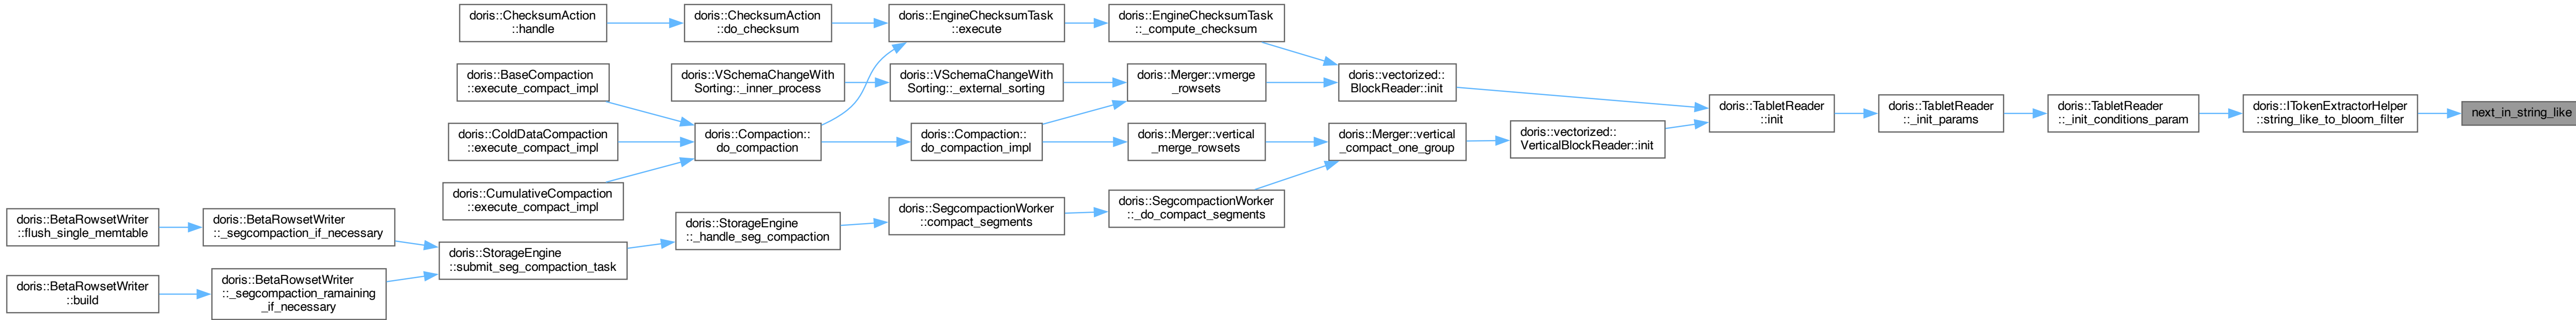 doris::ChecksumAction
::handle
doris::ChecksumAction
::do_checksum
doris::EngineChecksumTask
::execute
doris::EngineChecksumTask
::_compute_checksum
doris::BaseCompaction
::execute_compact_impl
doris::VSchemaChangeWith
Sorting::_inner_process
doris::VSchemaChangeWith
Sorting::_external_sorting
doris::Merger::vmerge
_rowsets
doris::vectorized::
BlockReader::init
doris::TabletReader
::init
doris::TabletReader
::_init_params
doris::TabletReader
::_init_conditions_param
doris::ITokenExtractorHelper
::string_like_to_bloom_filter
next_in_string_like
doris::ColdDataCompaction
::execute_compact_impl
doris::Compaction::
do_compaction
doris::Compaction::
do_compaction_impl
doris::Merger::vertical
_merge_rowsets
doris::Merger::vertical
_compact_one_group
doris::vectorized::
VerticalBlockReader::init
doris::CumulativeCompaction
::execute_compact_impl
doris::BetaRowsetWriter
::flush_single_memtable
doris::BetaRowsetWriter
::_segcompaction_if_necessary
doris::StorageEngine
::submit_seg_compaction_task
doris::StorageEngine
::_handle_seg_compaction
doris::SegcompactionWorker
::compact_segments
doris::SegcompactionWorker
::_do_compact_segments
doris::BetaRowsetWriter
::build
doris::BetaRowsetWriter
::_segcompaction_ramaining
_if_necessary